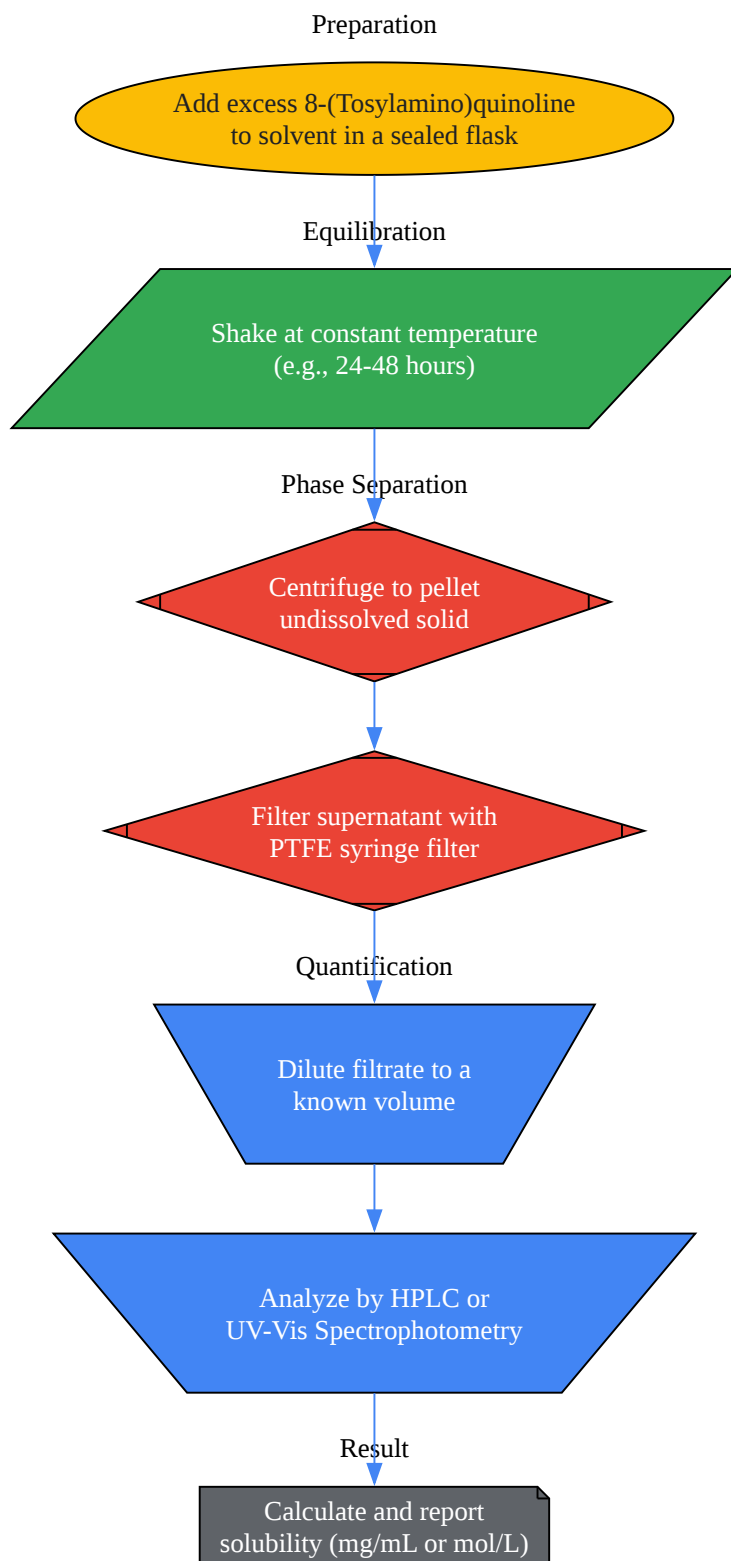 Preparation
Add excess 8-(Tosylamino)quinoline
to solvent in a sealed flask
Equilibration
Shake at constant temperature
(e.g., 24-48 hours)
Phase Separation
Centrifuge to pellet
undissolved solid
Filter supernatant with
PTFE syringe filter
Quantification
Dilute filtrate to a
known volume
Analyze by HPLC or
UV-Vis Spectrophotometry
Result
Calculate and report
solubility (mg/mL or mol/L)